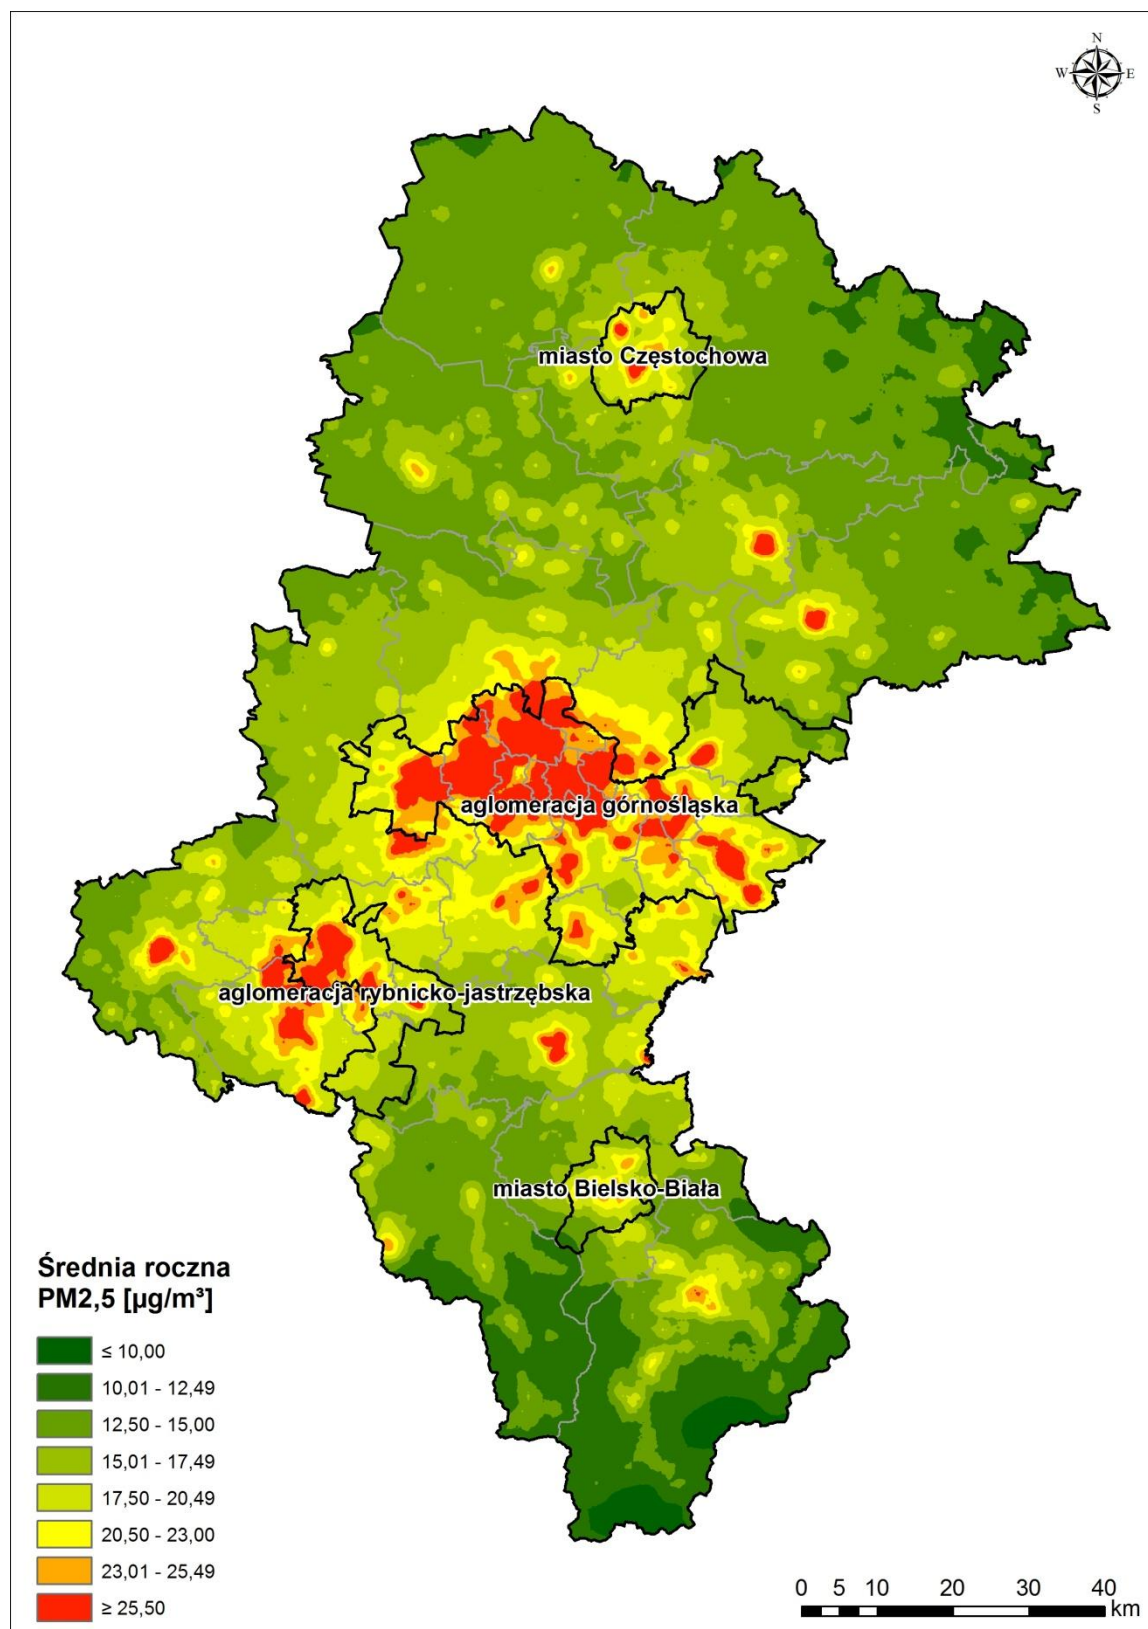 N
W E
S
miasto Częstochowa
aglomeracja górnośląska
aglomeracja rybnicko-jastrzębska
miasto Bielsko-Biała
Średnia roczna
PM2,5 [µg/m³]
≤ 10,00
10,01 - 12,49
12,50 - 15,00
15,01 - 17,49
17,50 - 20,49
20,50 - 23,00
23,01 - 25,49
≥ 25,50
0 5 10 20 30 40
km